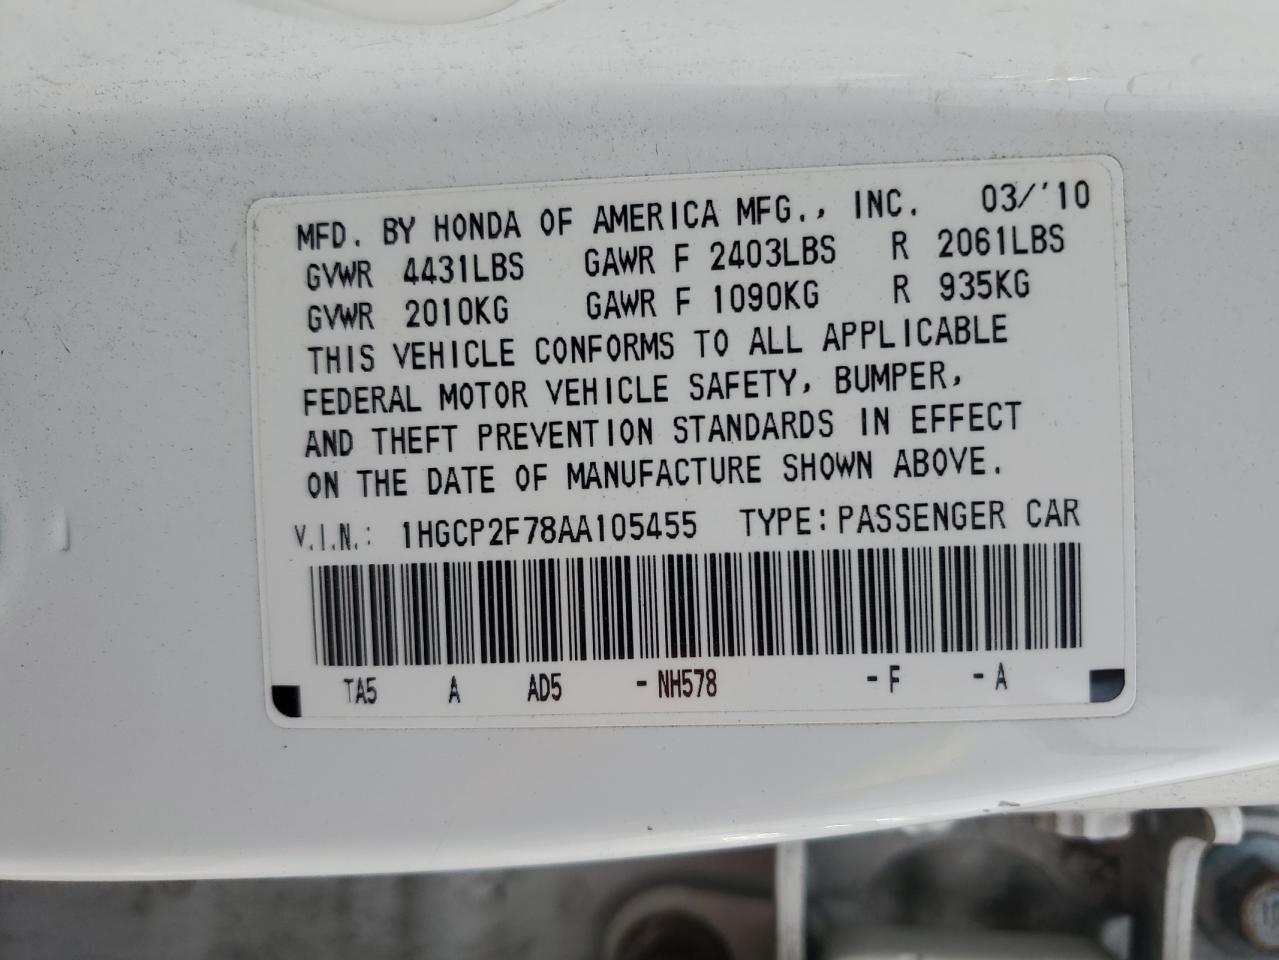 MFD. BY HONDA OF AMERICA MFG., INC. 03/'10
GVWR 4431LBS GAWR F 2403LBS R 2061LBS
GVWR 2010KG GAWR F 1090KG R 935KG
THIS VEHICLE CONFORMS TO ALL APPLICABLE
FEDERAL MOTOR VEHICLE SAFETY, BUMPER,
AND THEFT PREVENTION STANDARDS IN EFFECT
ON THE DATE OF MANUFACTURE SHOWN ABOVE.
V.I.N.: 1HGCP2F78AA105455 TYPE: PASSENGER CAR
TA5 A AD5 -NH578 -F -A